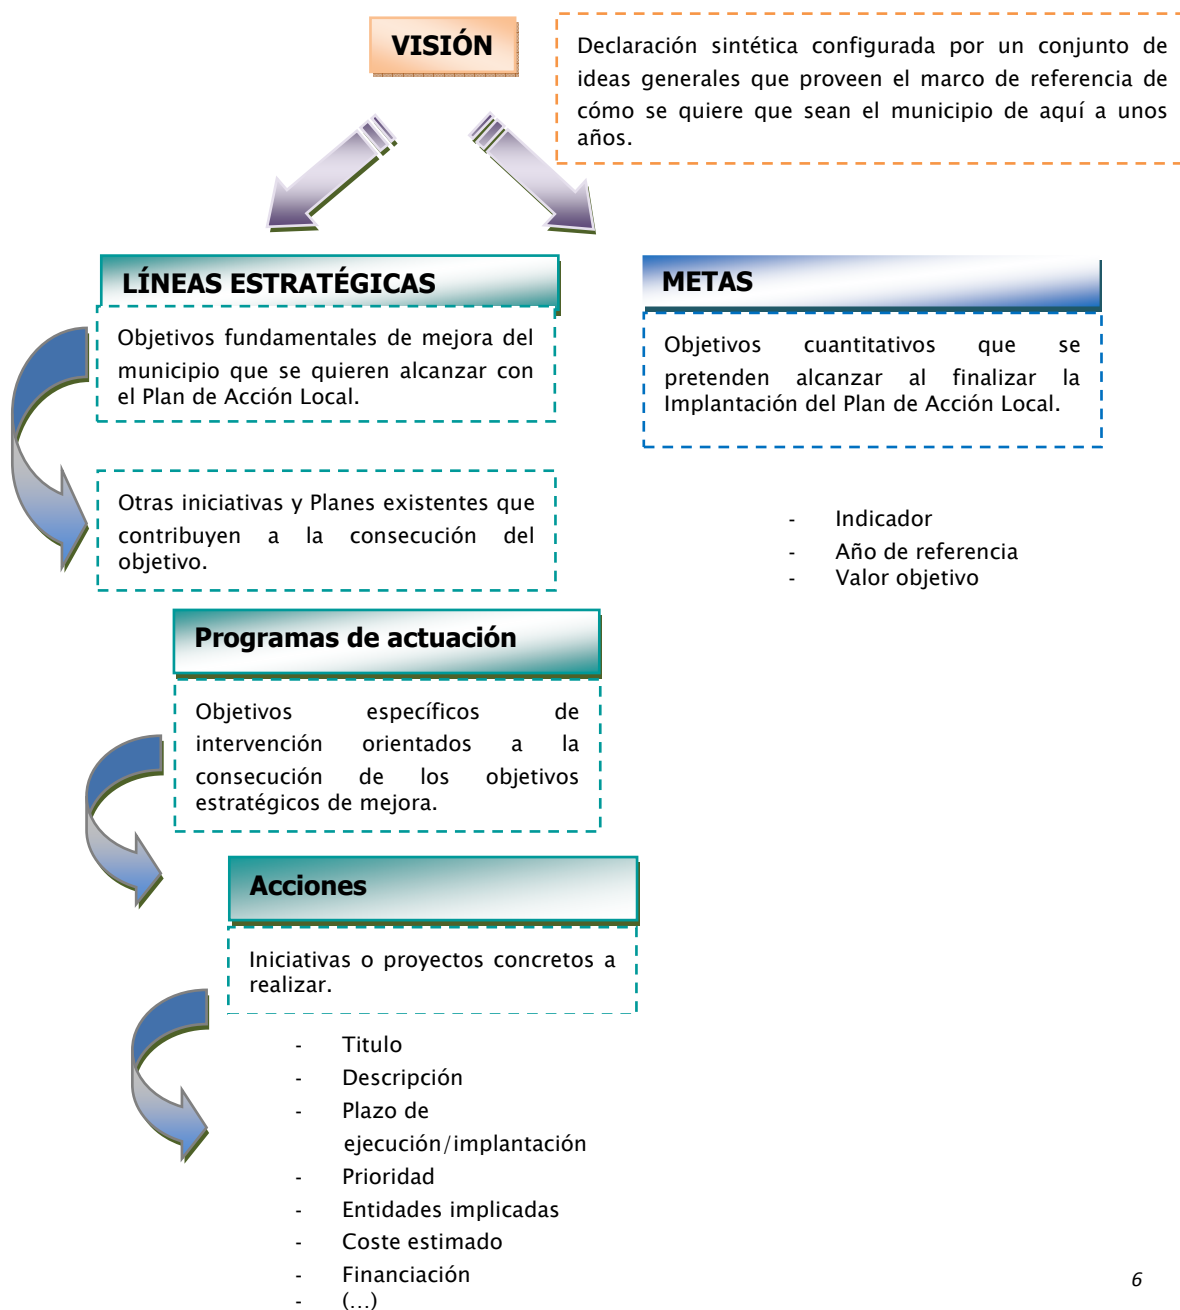 VISIÓN
Declaración sintética configurada por un conjunto de
ideas generales que proveen el marco de referencia de
cómo se quiere que sean el municipio de aquí a unos
años.
LÍNEAS ESTRATÉGICAS
Objetivos fundamentales de mejora del
municipio que se quieren alcanzar con
el Plan de Acción Local.
Otras iniciativas y Planes existentes que
contribuyen a la consecución del
objetivo.
METAS
Objetivos cuantitativos que se
pretenden alcanzar al finalizar la
Implantación del Plan de Acción Local.
- Indicador
- Año de referencia
- Valor objetivo
Programas de actuación
Objetivos específicos de
intervención orientados a la
consecución de los objetivos
estratégicos de mejora.
Acciones
Iniciativas o proyectos concretos a
realizar.
- Titulo
- Descripción
- Plazo de
ejecución/implantación
- Prioridad
- Entidades implicadas
- Coste estimado
- Financiación
- (...)
6